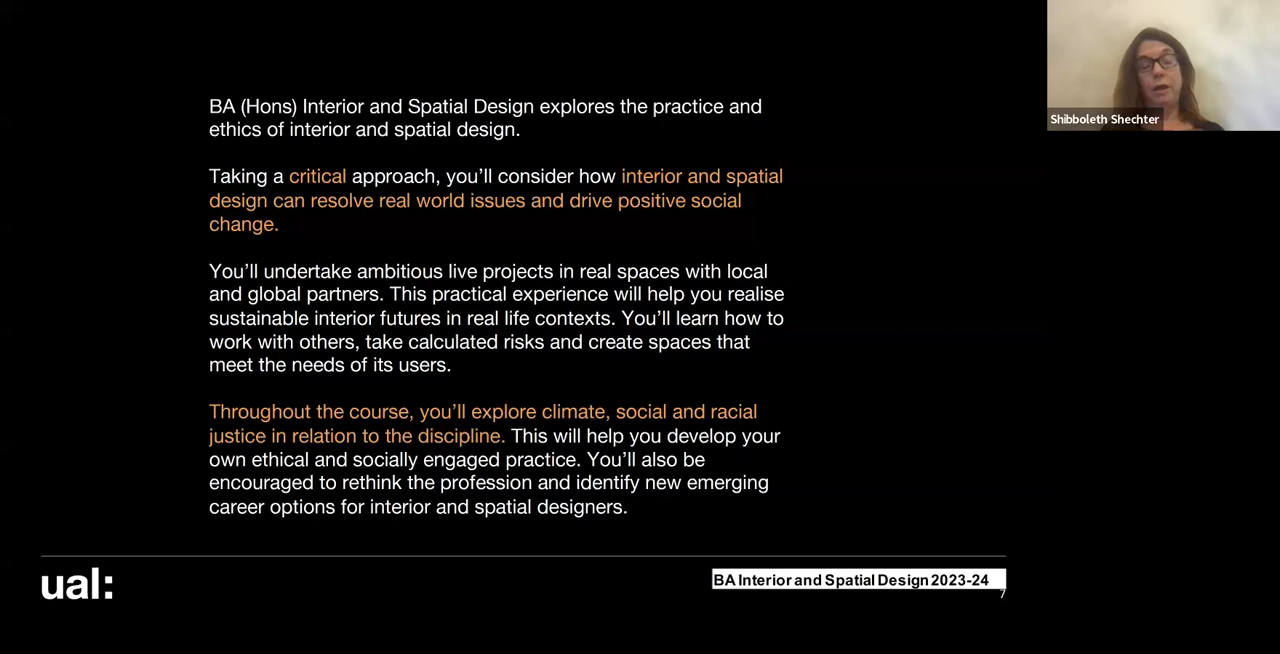 BA (Hons) Interior and Spatial Design explores the practice and
ethics of interior and spatial design.
Taking a critical approach, you'll consider how interior and spatial
design can resolve real world issues and drive positive social
change.
You'll undertake ambitious live projects in real spaces with local
and global partners. This practical experience will help you realise
sustainable interior futures in real life contexts. You'll learn how to
work with others, take calculated risks and create spaces that
meet the needs of its users.
Throughout the course, you'll explore climate, social and racial
justice in relation to the discipline. This will help you develop your
own ethical and socially engaged practice. You'll also be
encouraged to rethink the profession and identify new emerging
career options for interior and spatial designers.
Shibboleth Shechter
ual:
BA Interior and Spatial Design 2023-24
7